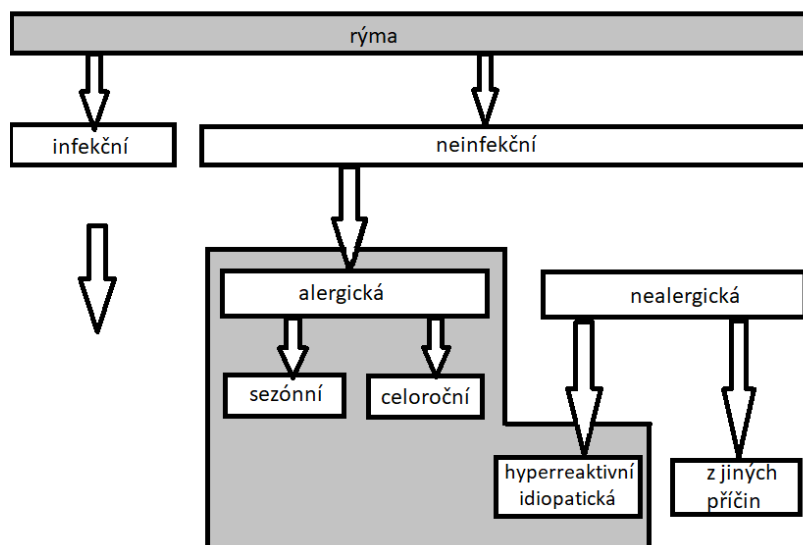 rýma
infekční
neinfekční
alergická
nealergická
sezónní
celoroční
hyperreaktivní
idiopatická
z jiných
příčin